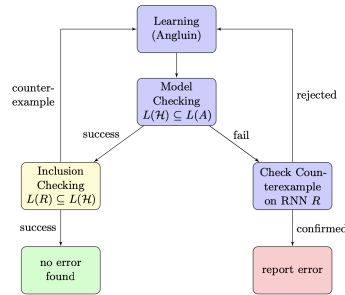 Learning
(Angluin)
counter-
example
Model
Checking
L(ℋ) ⊆ L(A)
rejected
success
fail
Inclusion
Checking
L(R) ⊆ L(ℋ)
Check Coun-
terexample
on RNN R
success
confirmed
no error
found
report error